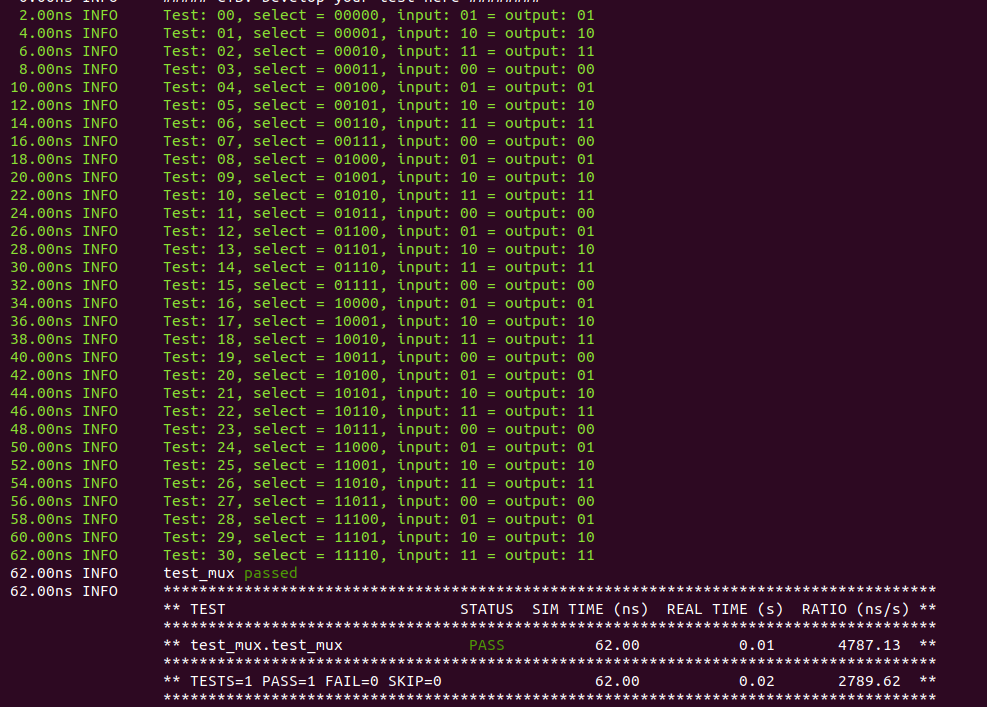 2.00ns INFO Test: 00, select = 00000, input: 01 = output: 01
4.00ns INFO Test: 01, select = 00001, input: 10 = output: 10
6.00ns INFO Test: 02, select = 00010, input: 11 = output: 11
8.00ns INFO Test: 03, select = 00011, input: 00 = output: 00
10.00ns INFO Test: 04, select = 00100, input: 01 = output: 01
12.00ns INFO Test: 05, select = 00101, input: 10 = output: 10
14.00ns INFO Test: 06, select = 00110, input: 11 = output: 11
16.00ns INFO Test: 07, select = 00111, input: 00 = output: 00
18.00ns INFO Test: 08, select = 01000, input: 01 = output: 01
20.00ns INFO Test: 09, select = 01001, input: 10 = output: 10
22.00ns INFO Test: 10, select = 01010, input: 11 = output: 11
24.00ns INFO Test: 11, select = 01011, input: 00 = output: 00
26.00ns INFO Test: 12, select = 01100, input: 01 = output: 01
28.00ns INFO Test: 13, select = 01101, input: 10 = output: 10
30.00ns INFO Test: 14, select = 01110, input: 11 = output: 11
32.00ns INFO Test: 15, select = 01111, input: 00 = output: 00
34.00ns INFO Test: 16, select = 10000, input: 01 = output: 01
36.00ns INFO Test: 17, select = 10001, input: 10 = output: 10
38.00ns INFO Test: 18, select = 10010, input: 11 = output: 11
40.00ns INFO Test: 19, select = 10011, input: 00 = output: 00
42.00ns INFO Test: 20, select = 10100, input: 01 = output: 01
44.00ns INFO Test: 21, select = 10101, input: 10 = output: 10
46.00ns INFO Test: 22, select = 10110, input: 11 = output: 11
48.00ns INFO Test: 23, select = 10111, input: 00 = output: 00
50.00ns INFO Test: 24, select = 11000, input: 01 = output: 01
52.00ns INFO Test: 25, select = 11001, input: 10 = output: 10
54.00ns INFO Test: 26, select = 11010, input: 11 = output: 11
56.00ns INFO Test: 27, select = 11011, input: 00 = output: 00
58.00ns INFO Test: 28, select = 11100, input: 01 = output: 01
60.00ns INFO Test: 29, select = 11101, input: 10 = output: 10
62.00ns INFO Test: 30, select = 11110, input: 11 = output: 11
62.00ns INFO test_mux passed
62.00ns INFO **************************************************************************************
** TEST STATUS SIM TIME (ns) REAL TIME (s) RATIO (ns/s) **
**************************************************************************************
** test_mux.test_mux PASS 62.00 0.01 4787.13 **
**************************************************************************************
** TESTS=1 PASS=1 FAIL=0 SKIP=0 62.00 0.02 2789.62 **
**************************************************************************************